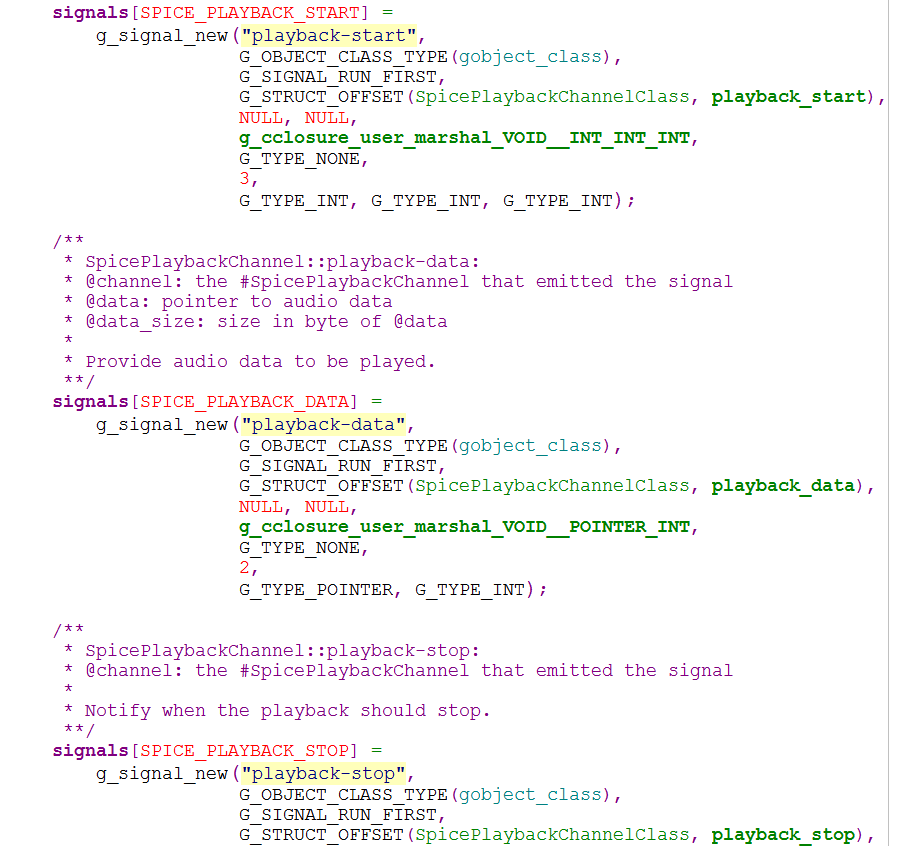 signals[SPICE_PLAYBACK_START] =
    g_signal_new("playback-start",
                 G_OBJECT_CLASS_TYPE(gobject_class),
                 G_SIGNAL_RUN_FIRST,
                 G_STRUCT_OFFSET(SpicePlaybackChannelClass, playback_start),
                 NULL, NULL,
                 g_cclosure_user_marshal_VOID__INT_INT_INT,
                 G_TYPE_NONE,
                 3,
                 G_TYPE_INT, G_TYPE_INT, G_TYPE_INT);

/**
 * SpicePlaybackChannel::playback-data:
 * @channel: the #SpicePlaybackChannel that emitted the signal
 * @data: pointer to audio data
 * @data_size: size in byte of @data
 *
 * Provide audio data to be played.
 **/
signals[SPICE_PLAYBACK_DATA] =
    g_signal_new("playback-data",
                 G_OBJECT_CLASS_TYPE(gobject_class),
                 G_SIGNAL_RUN_FIRST,
                 G_STRUCT_OFFSET(SpicePlaybackChannelClass, playback_data),
                 NULL, NULL,
                 g_cclosure_user_marshal_VOID__POINTER_INT,
                 G_TYPE_NONE,
                 2,
                 G_TYPE_POINTER, G_TYPE_INT);

/**
 * SpicePlaybackChannel::playback-stop:
 * @channel: the #SpicePlaybackChannel that emitted the signal
 *
 * Notify when the playback should stop.
 **/
signals[SPICE_PLAYBACK_STOP] =
    g_signal_new("playback-stop",
                 G_OBJECT_CLASS_TYPE(gobject_class),
                 G_SIGNAL_RUN_FIRST,
                 G_STRUCT_OFFSET(SpicePlaybackChannelClass, playback_stop),